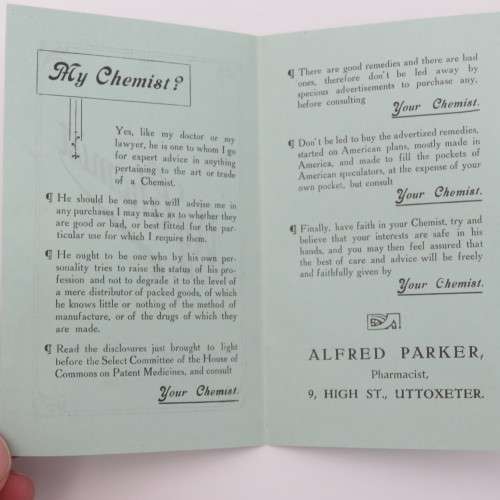 My Chemist?
Yes, like my doctor or my
lawyer, he is one to whom I go
for expert advice in anything
pertaining to the art or trade
of a Chemist.
¶ He should be one who will advise me in
any purchases I may make as to whether they
are good or bad, or best fitted for the par-
ticular use for which I require them.
¶ He ought to be one who by his own per-
sonality tries to raise the status of his pro-
fession and not to degrade it to the level of
a mere distributor of packed goods, of which
he knows little or nothing of the method of
manufacture, or of the drugs of which they
are made.
¶ Read the disclosures just brought to light
before the Select Committee of the House of
Commons on Patent Medicines, and consult
Your Chemist.
¶ There are good remedies and there are bad
ones, therefore don't be led away by
specious advertisements to purchase any,
before consulting
Your Chemist.
¶ Don't be led to buy the advertized remedies,
started on American plans, mostly made in
America, and made to fill the pockets of
American speculators, at the expense of your
own pocket, but consult
Your Chemist.
¶ Finally, have faith in your Chemist, try and
believe that your interests are safe in his
hands, and you may then feel assured that
the best of care and advice will be freely
and faithfully given by
Your Chemist.
ALFRED PARKER,
Pharmacist,
9, HIGH ST., UTTOXETER.